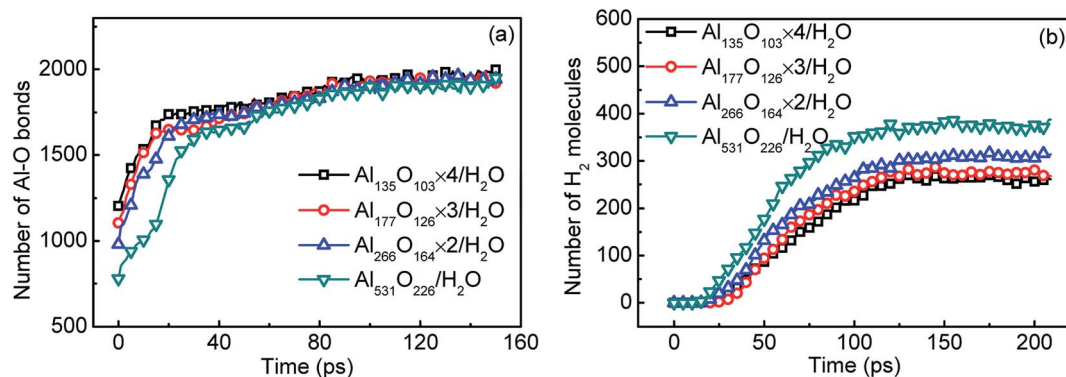 (a)
Number of Al-O bonds
2000
1500
1000
500
Al₁₃₅O₁₀₃×4/H₂O
Al₁₇₇O₁₂₆×3/H₂O
Al₂₆₆O₁₆₄×2/H₂O
Al₅₃₁O₂₂₆/H₂O
0 40 80 120 160
Time (ps)
(b)
Number of H₂ molecules
600
500
400
300
200
100
0
Al₁₃₅O₁₀₃×4/H₂O
Al₁₇₇O₁₂₆×3/H₂O
Al₂₆₆O₁₆₄×2/H₂O
Al₅₃₁O₂₂₆/H₂O
0 50 100 150 200
Time (ps)